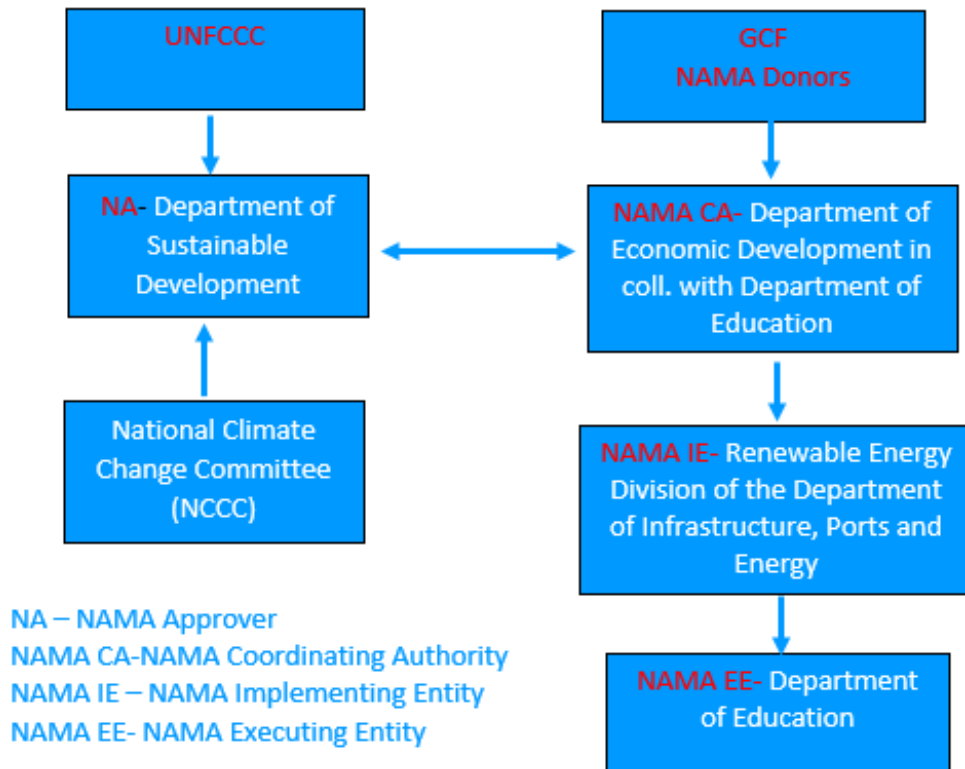 UNFCCC
GCF
NAMA Donors
NA- Department of
Sustainable
Development
NAMA CA- Department of
Economic Development in
coll. with Department of
Education
National Climate
Change Committee
(NCCC)
NAMA IE- Renewable Energy
Division of the Department
of Infrastructure, Ports and
Energy
NAMA EE- Department
of Education
NA – NAMA Approver
NAMA CA-NAMA Coordinating Authority
NAMA IE – NAMA Implementing Entity
NAMA EE- NAMA Executing Entity